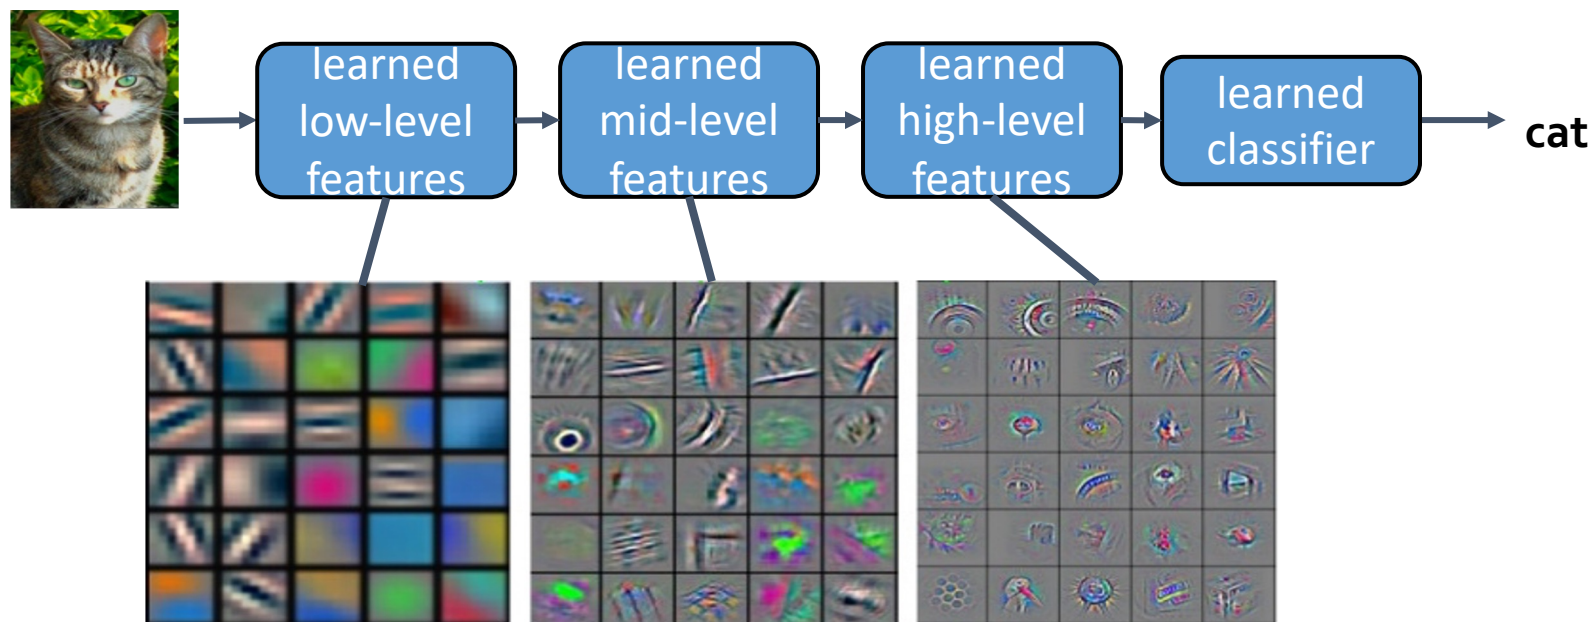 learned
low-level
features
learned
mid-level
features
learned
high-level
features
learned
classifier
cat